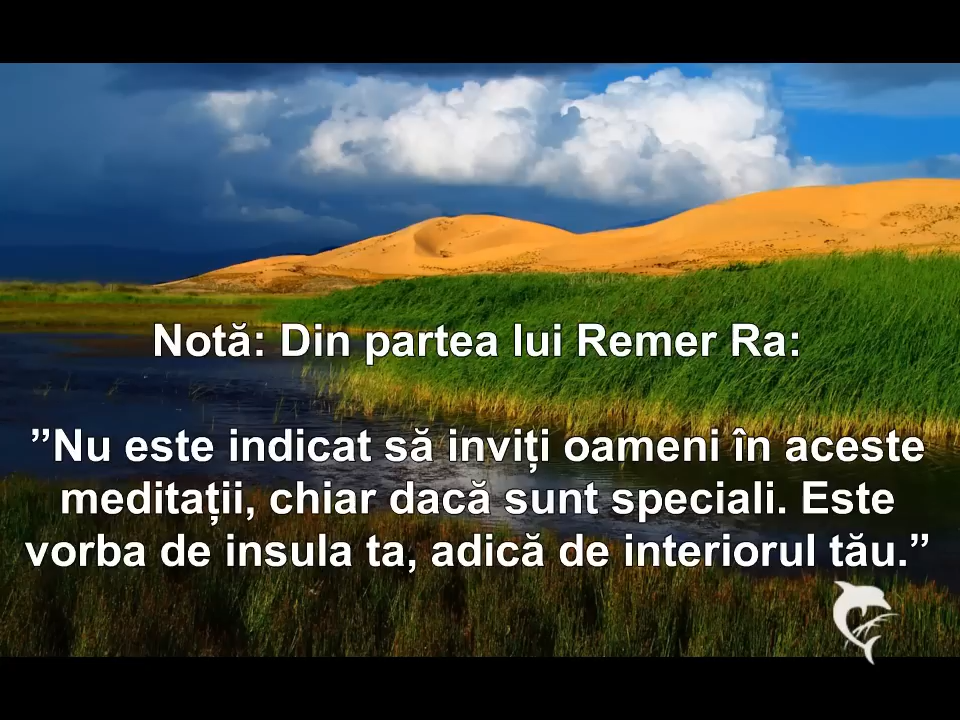 Notă: Din partea lui Remer Ra:
”Nu este indicat să inviți oameni în aceste
meditații, chiar dacă sunt speciali. Este
vorba de insula ta, adică de interiorul tău.”